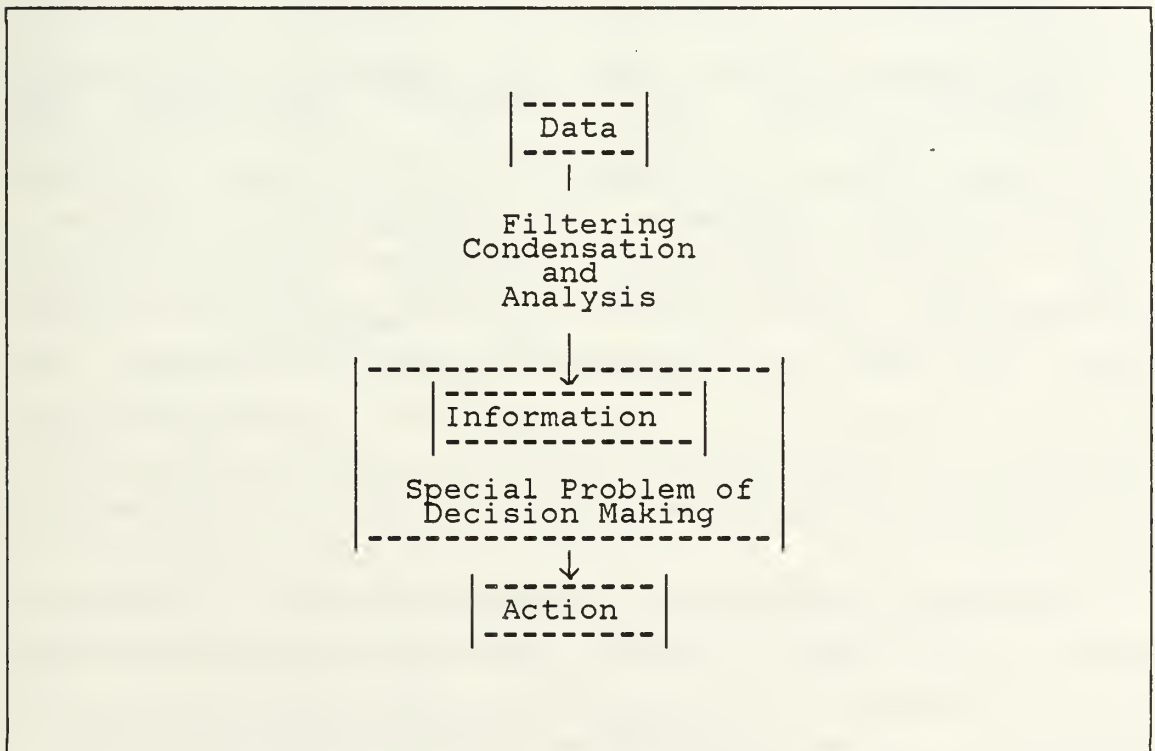 Data
Filtering
Condensation
and
Analysis
Information
Special Problem of
Decision Making
Action